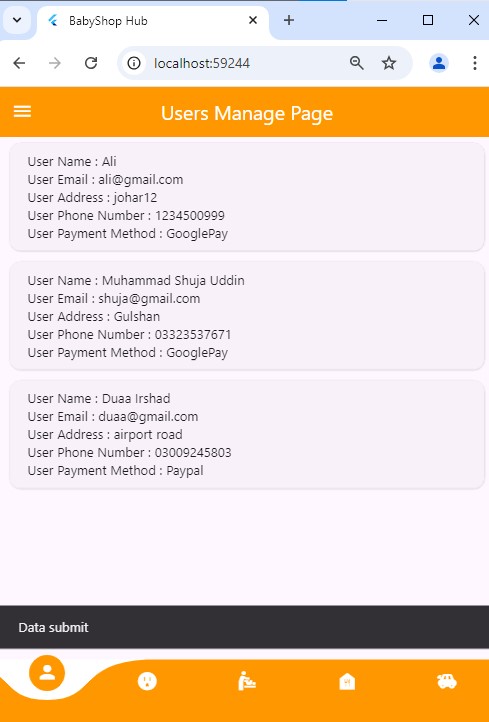 BabyShop Hub
localhost:59244
Users Manage Page
User Name : Ali
User Email : ali@gmail.com
User Address : johar12
User Phone Number : 1234500999
User Payment Method : GooglePay
User Name : Muhammad Shuja Uddin
User Email : shuja@gmail.com
User Address : Gulshan
User Phone Number : 03323537671
User Payment Method : GooglePay
User Name : Duaa Irshad
User Email : duaa@gmail.com
User Address : airport road
User Phone Number : 03009245803
User Payment Method : Paypal
Data submit